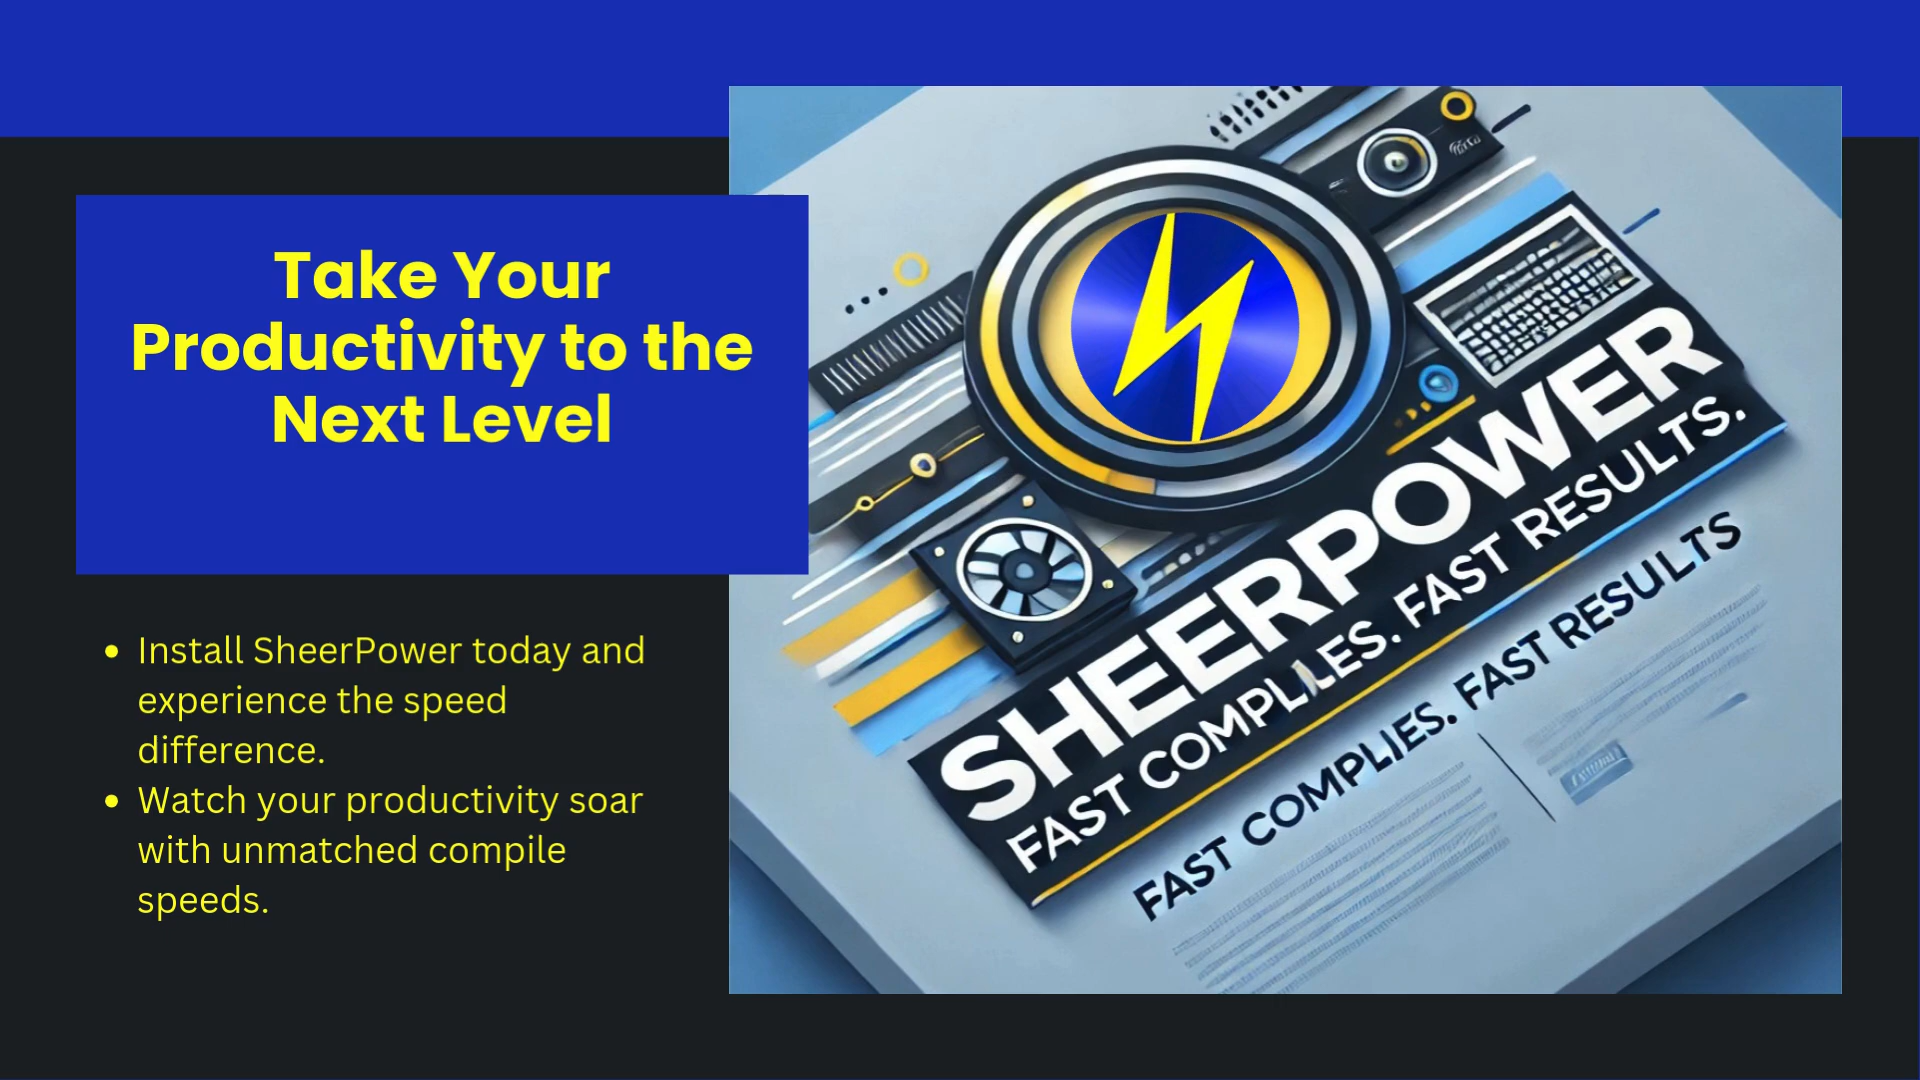 Take Your
Productivity to the
Next Level
• Install SheerPower today and
experience the speed
difference.
• Watch your productivity soar
with unmatched compile
speeds.
SHEERPOWER
FAST COMPLILES. FAST RESULTS.
FAST COMPLIES. FAST RESULTS